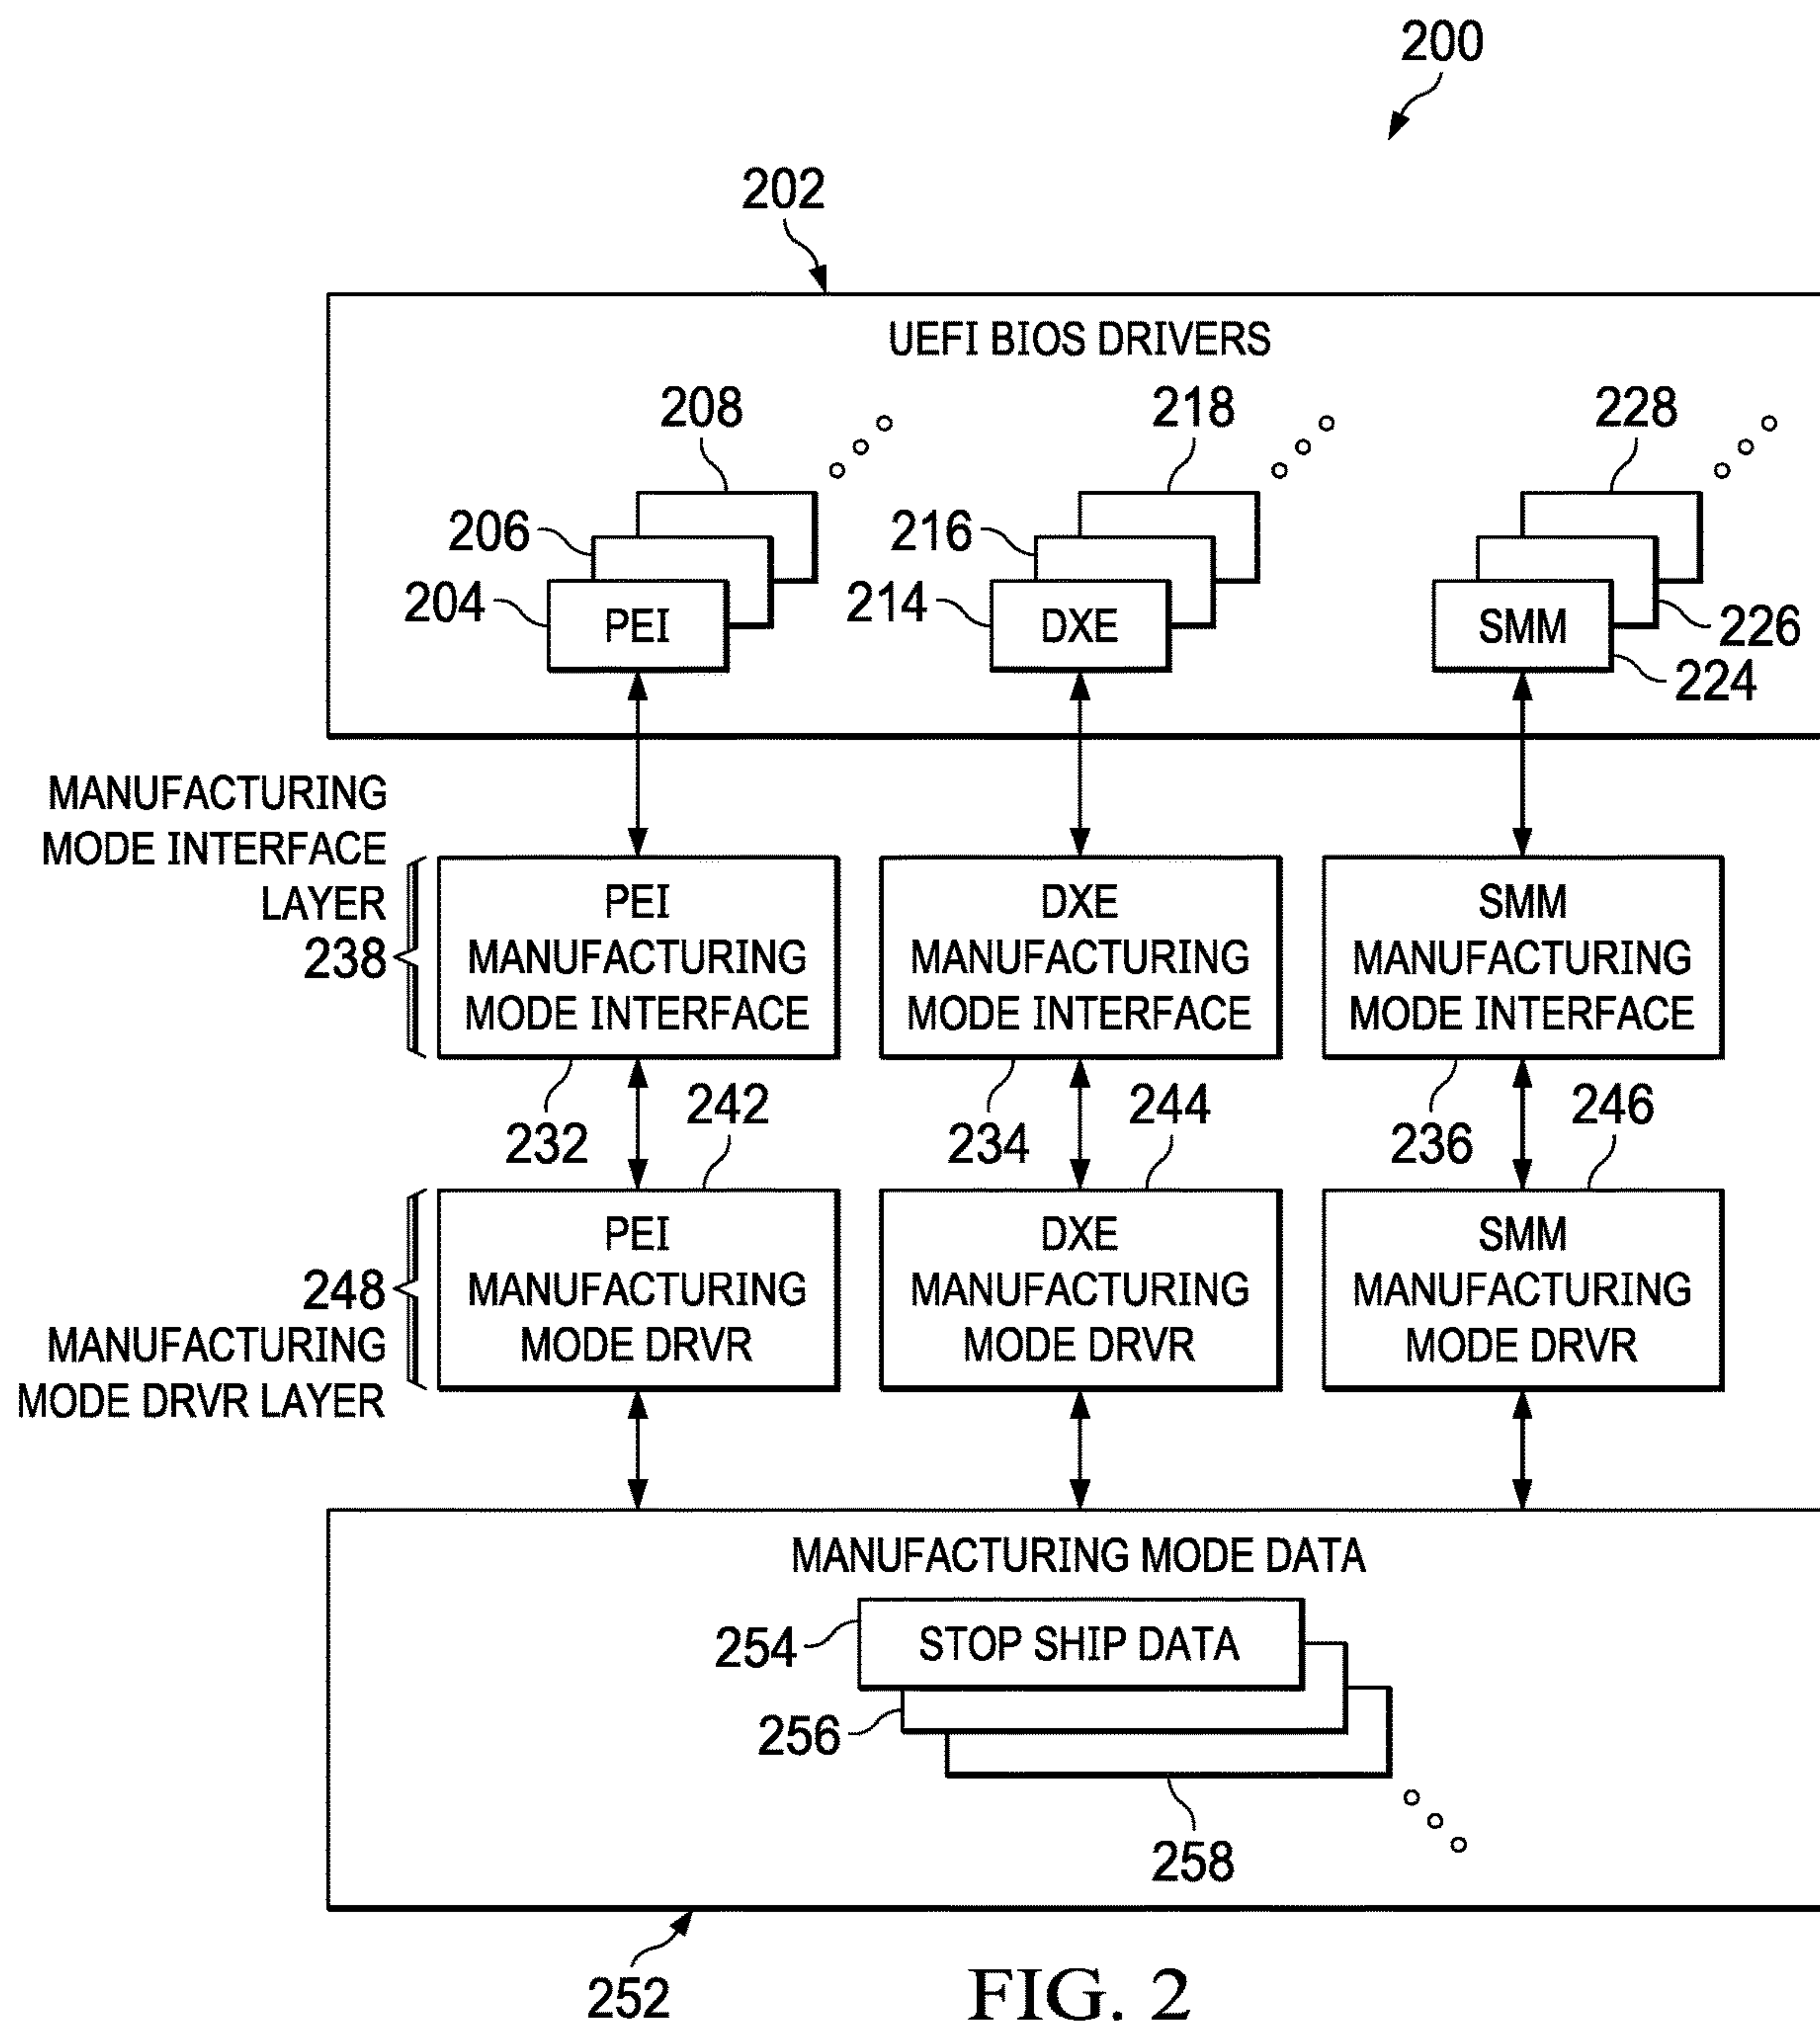 200
202
UEFI BIOS DRIVERS
208
218
228
206
216
204
PEI
214
DXE
SMM
226
224
MANUFACTURING
MODE INTERFACE
LAYER
238
PEI
MANUFACTURING
MODE INTERFACE
DXE
MANUFACTURING
MODE INTERFACE
SMM
MANUFACTURING
MODE INTERFACE
232
242
234
244
236
246
248
MANUFACTURING
MODE DRVR LAYER
PEI
MANUFACTURING
MODE DRVR
DXE
MANUFACTURING
MODE DRVR
SMM
MANUFACTURING
MODE DRVR
MANUFACTURING MODE DATA
254
STOP SHIP DATA
256
258
252
FIG. 2